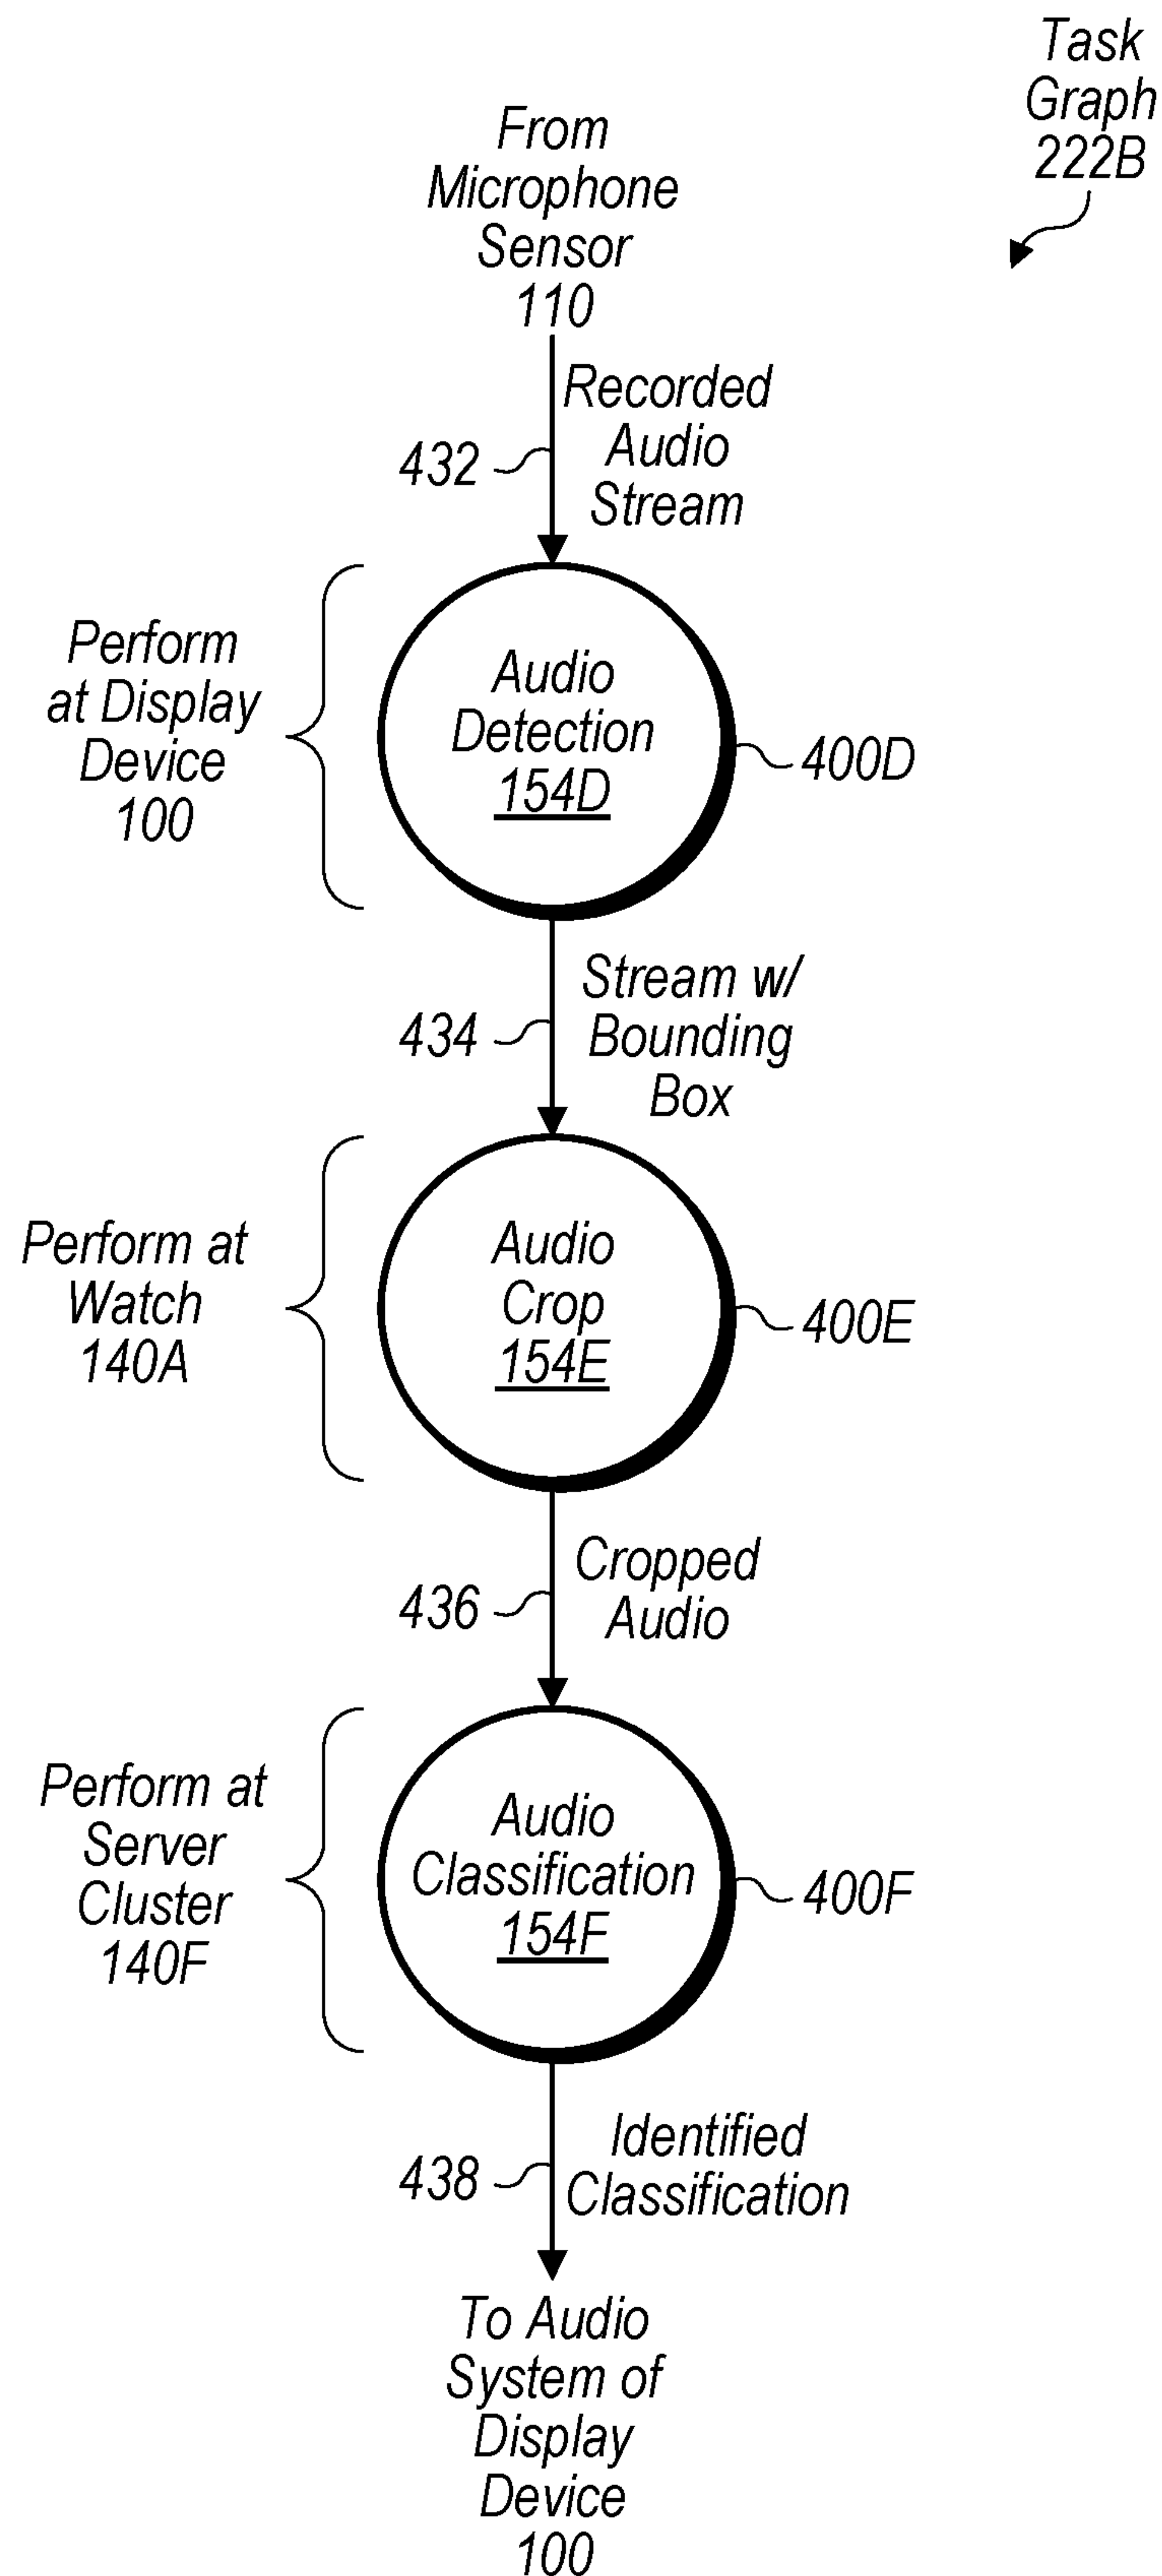 Task
Graph
222B
From
Microphone
Sensor
110
Recorded
Audio
Stream
432
Perform
at Display
Device
100
Audio
Detection
154D
400D
Stream w/
Bounding
Box
434
Perform at
Watch
140A
Audio
Crop
154E
400E
Cropped
Audio
436
Perform at
Server
Cluster
140F
Audio
Classification
154F
400F
Identified
Classification
438
To Audio
System of
Display
Device
100